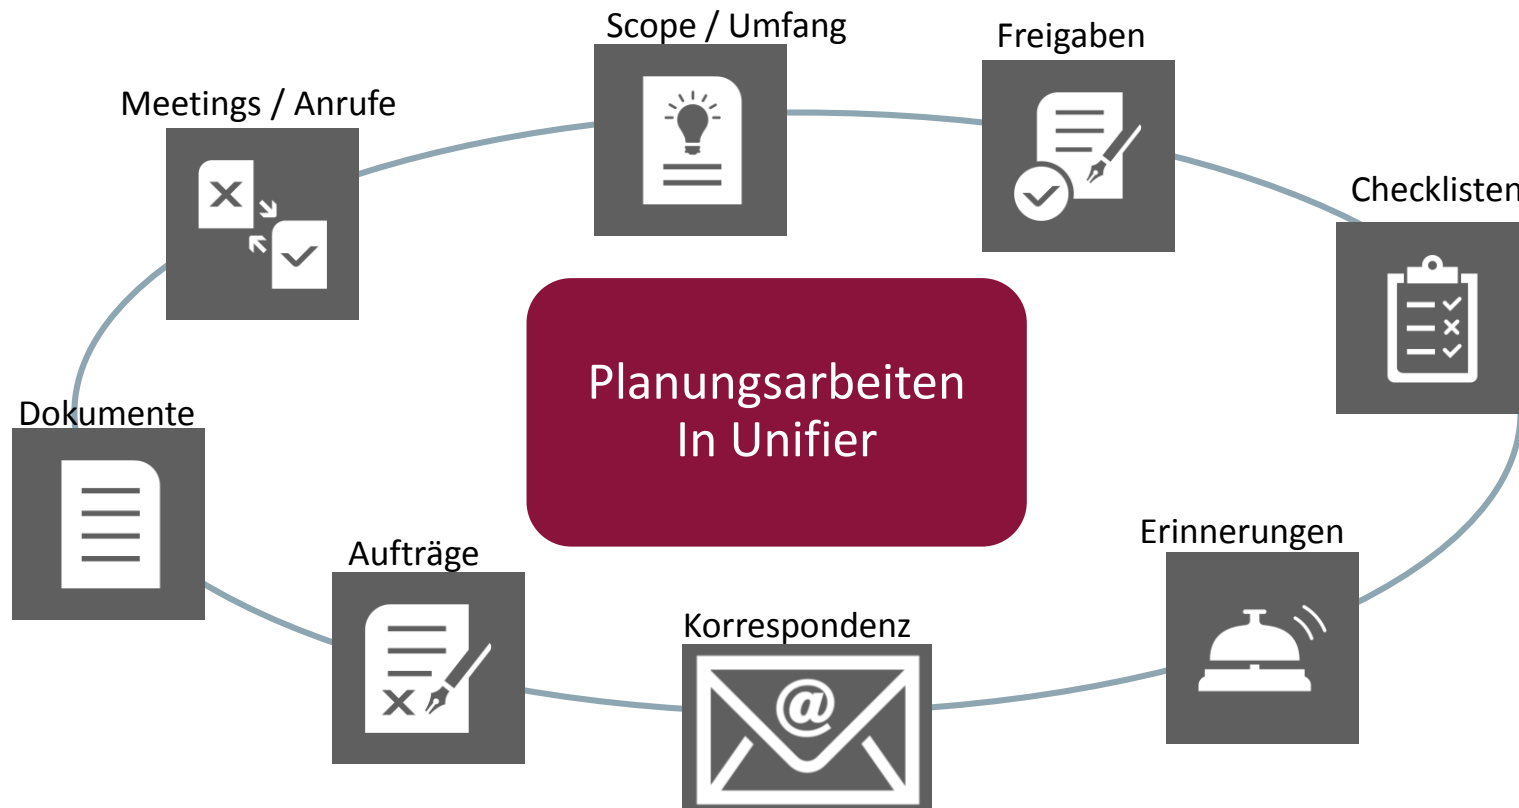 Scope / Umfang
Freigaben
Meetings / Anrufe
Checklisten
Planungsarbeiten
In Unifier
Dokumente
Erinnerungen
Aufträge
Korrespondenz
@